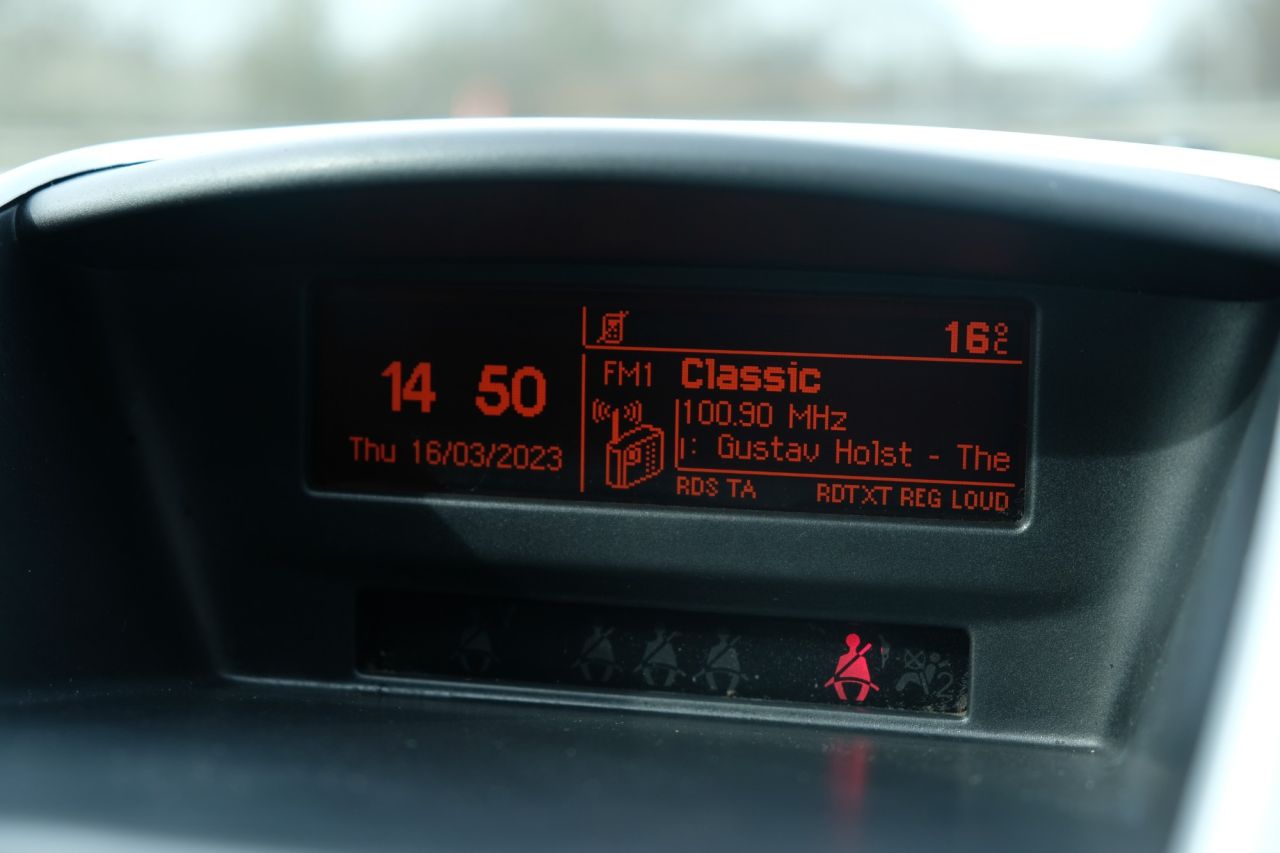 14 50
Thu 16/03/2023
16°C
FM1 Classic
100.90 MHz
: Gustav Holst - The
RDS TA RDTXT REG LOUD
2